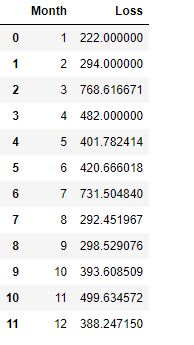 Month Loss
0 1 222.000000
1 2 294.000000
2 3 768.616671
3 4 482.000000
4 5 401.782414
5 6 420.666018
6 7 731.504840
7 8 292.451967
8 9 298.529076
9 10 393.608509
10 11 499.634572
11 12 388.247150